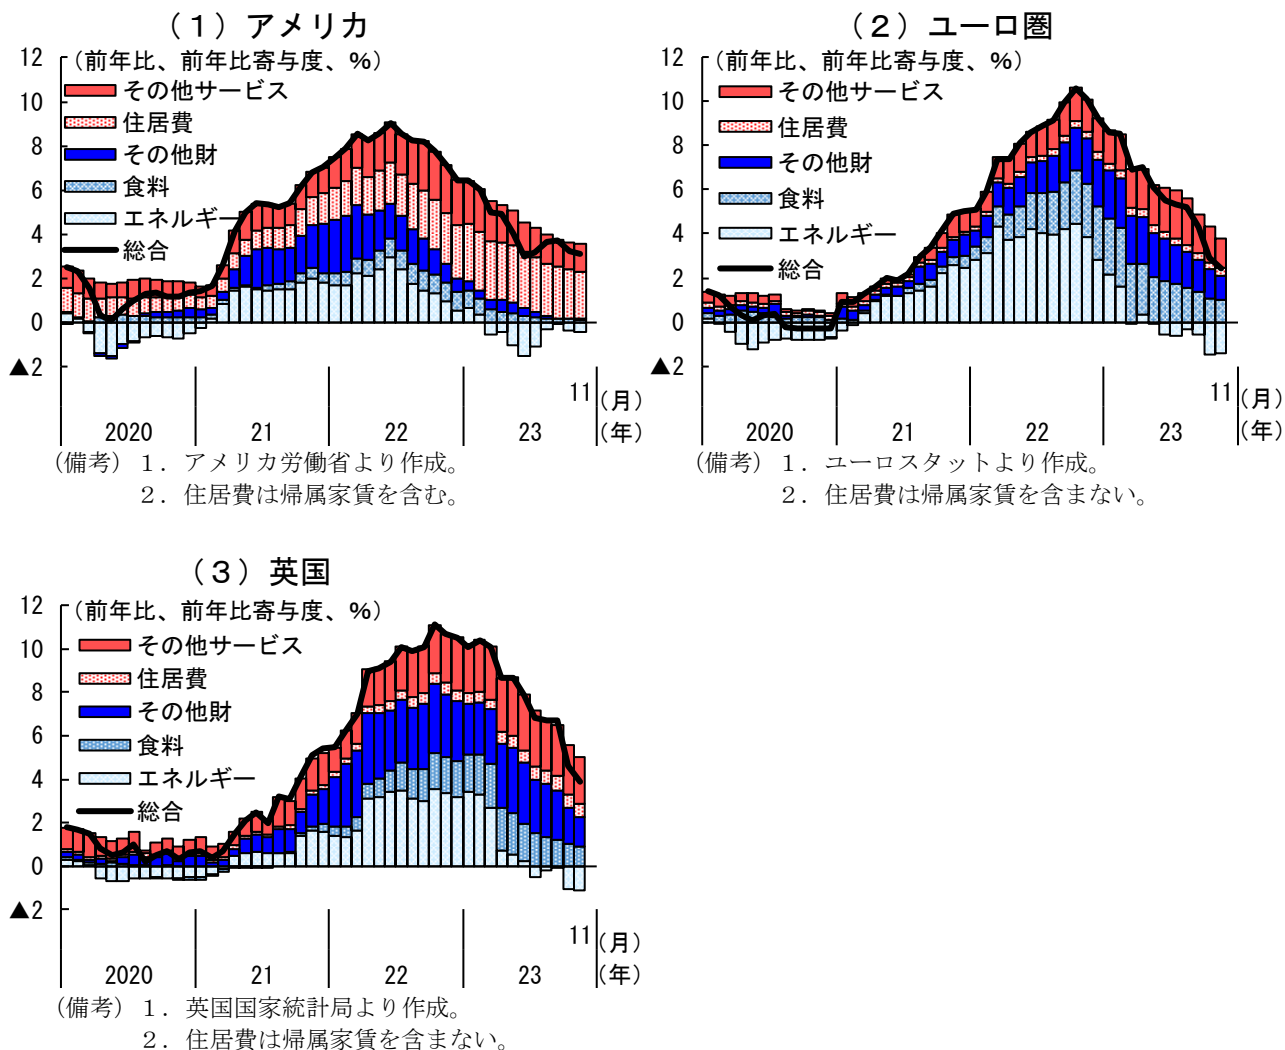 （１）アメリカ
（前年比、前年比寄与度、％）
12
10
8
6
4
2
0
▲2
その他サービス
住居費
その他財
食料
エネルギー
総合
11
（月）
2020
21
22
23
（年）
（備考）１．アメリカ労働省より作成。
２．住居費は帰属家賃を含む。
（２）ユーロ圏
（前年比、前年比寄与度、％）
12
10
8
6
4
2
0
▲2
その他サービス
住居費
その他財
食料
エネルギー
総合
11
（月）
2020
21
22
23
（年）
（備考）１．ユーロスタットより作成。
２．住居費は帰属家賃を含まない。
（３）英国
（前年比、前年比寄与度、％）
12
10
8
6
4
2
0
▲2
その他サービス
住居費
その他財
食料
エネルギー
総合
11
（月）
2020
21
22
23
（年）
（備考）１．英国国家統計局より作成。
２．住居費は帰属家賃を含まない。